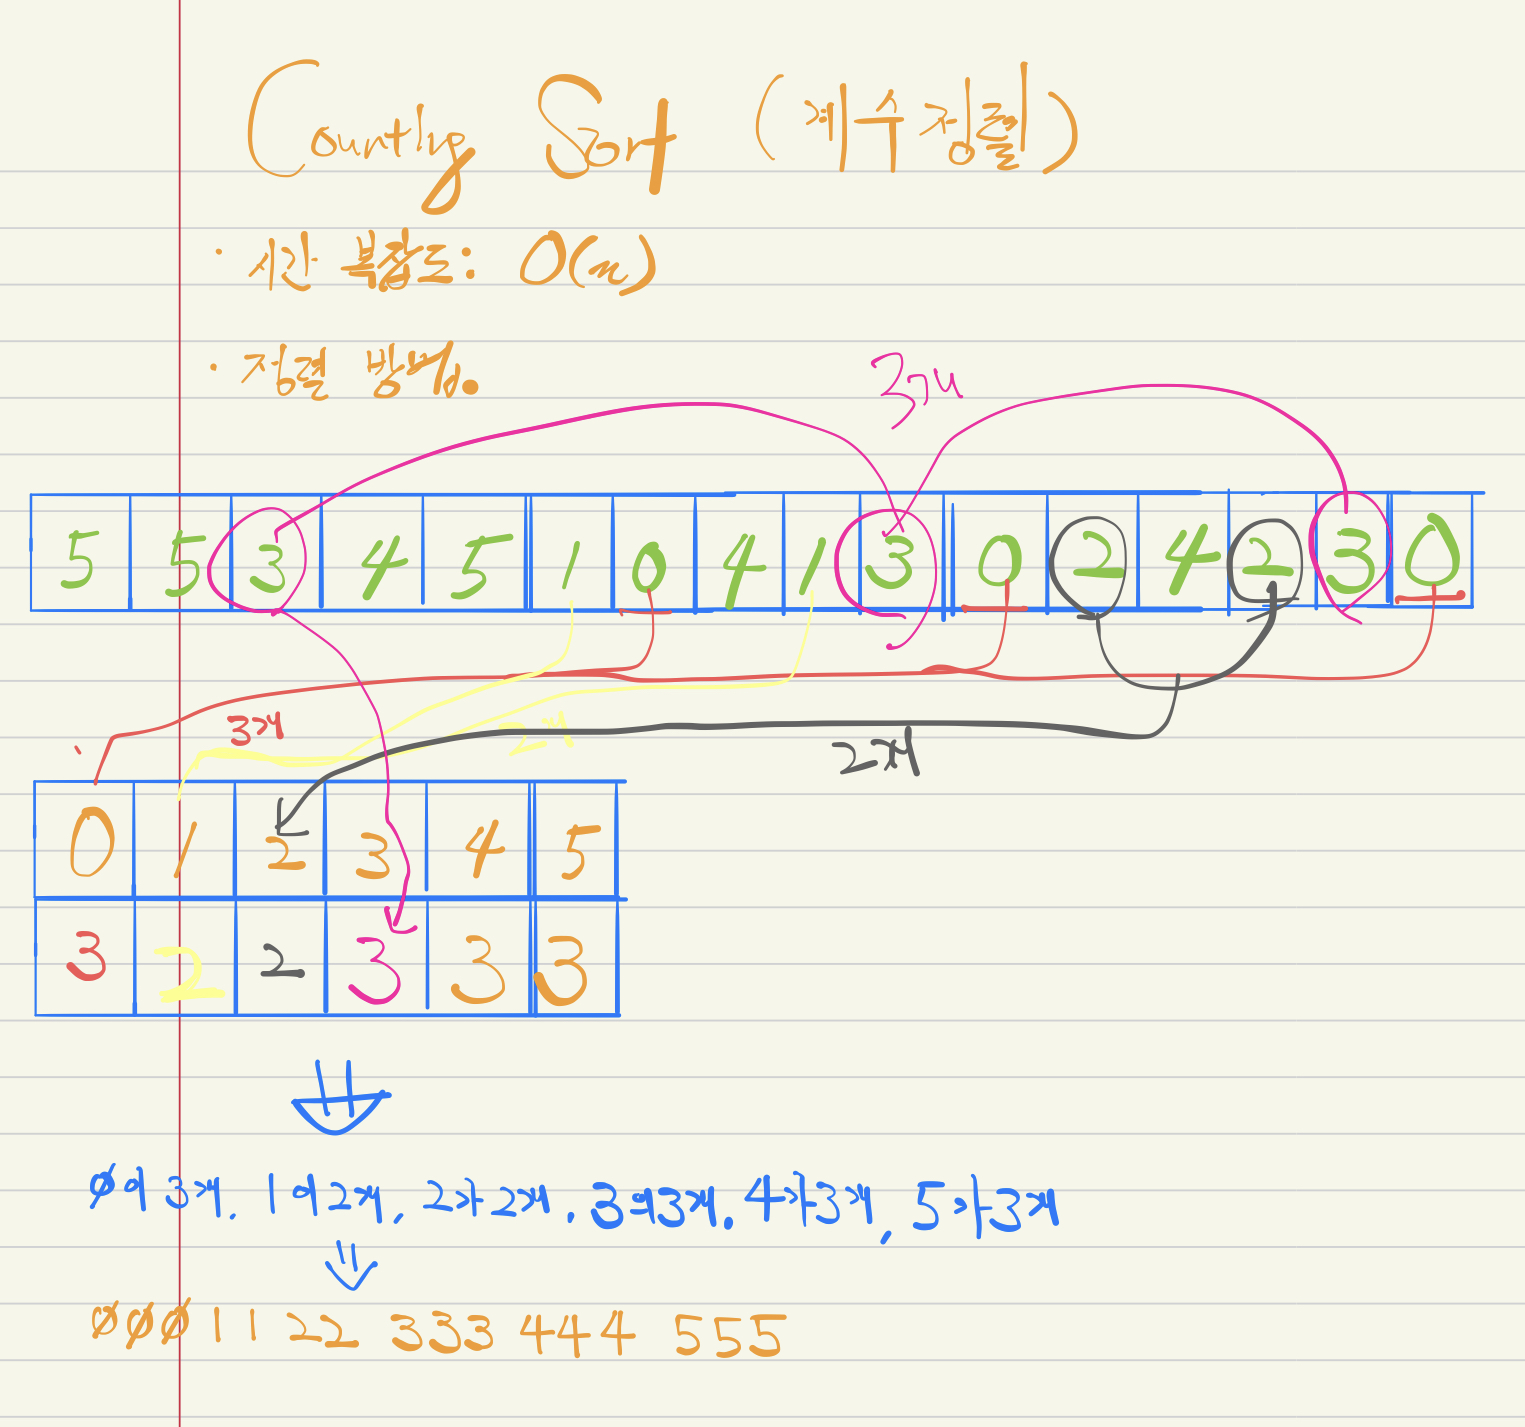 Counting Sort (계수정렬)
· 시간 복잡도: O(n)
· 정렬 방법.
3개
5 5 3 4 5 1 0 4 1 3 0 2 4 2 3 0
3개 2개 2개
0 1 2 3 4 5
3 2 2 3 3 3
0이 3개, 1이 2개, 2가 2개, 3이 3개, 4가 3개, 5가 3개
000 11 22 333 444 555